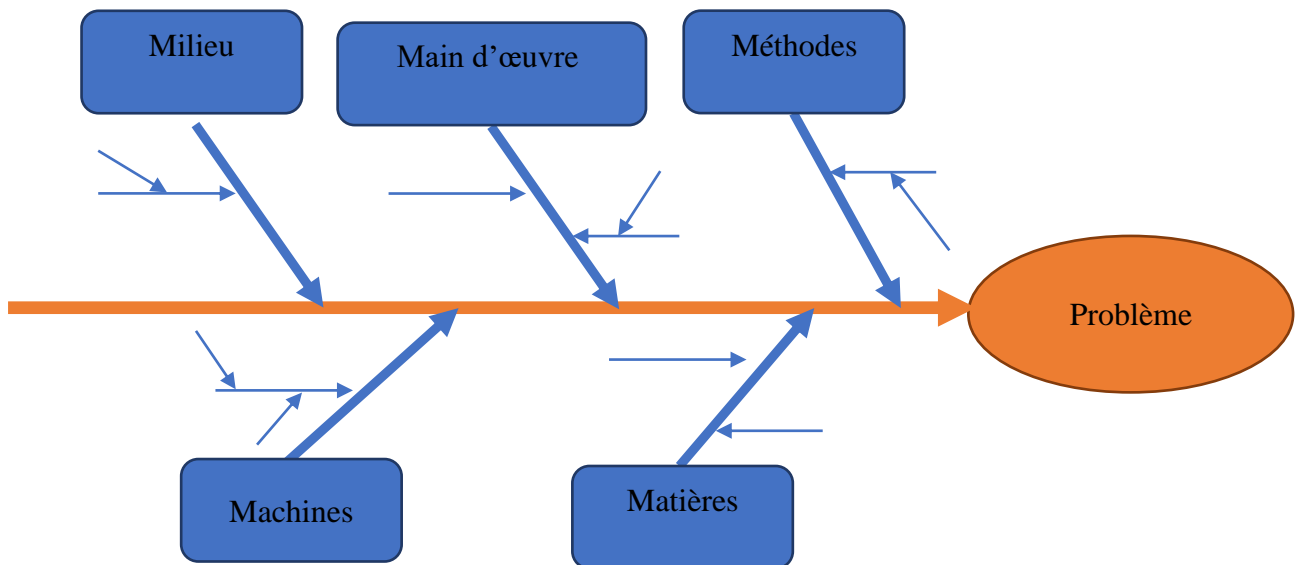 Milieu
Main d’œuvre
Méthodes
Problème
Machines
Matières